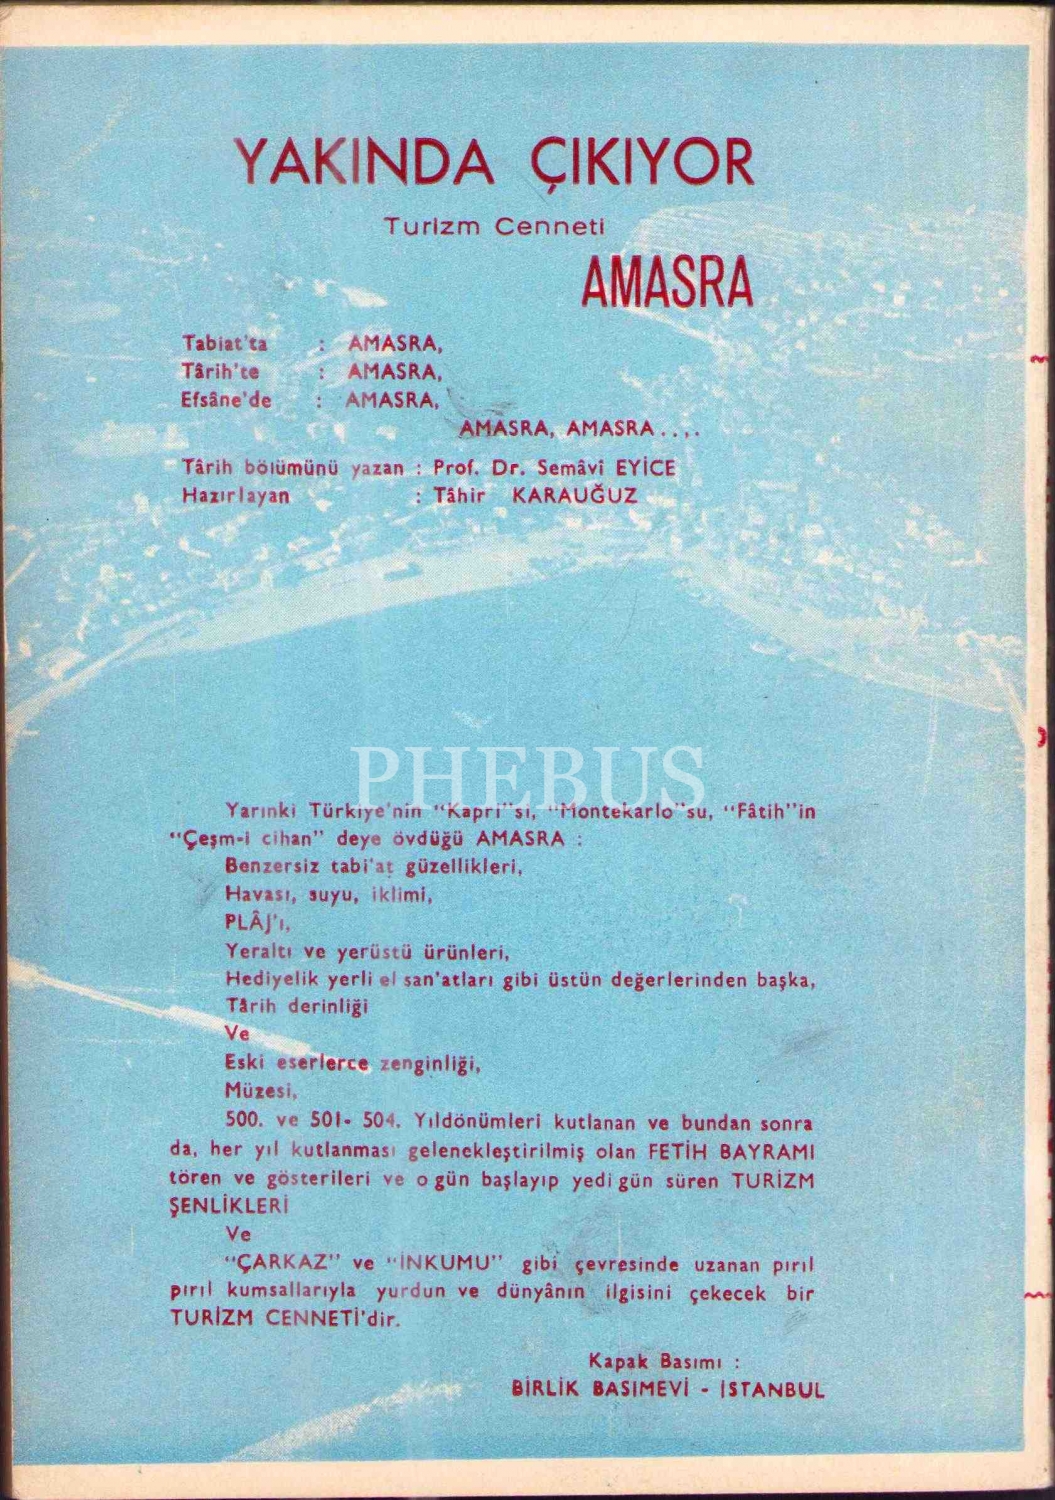 YAKINDA ÇIKIYOR
Turizm Cenneti
AMASRA
Tabiat'ta : AMASRA,
Târih'te : AMASRA,
Efsâne'de : AMASRA,
AMASRA, AMASRA....
Târih bölümünü yazan : Prof. Dr. Semâvi EYİCE
Hazırlayan : Tâhir KARAUĞUZ
PHEBUS
Yarınki Türkiye'nin "Kapri"si, "Montekarlo"su, "Fâtih"in
"Çeşm-i cihan" deye övdüğü AMASRA :
Benzersiz tabi'at güzellikleri,
Havası, suyu, iklimi,
PLÂJ'ı,
Yeraltı ve yerüstü ürünleri,
Hediyelik yerli el san'atları gibi üstün değerlerinden başka,
Târih derinliği
Ve
Eski eserlerce zenginliği,
Müzesi,
500. ve 501- 504. Yıldönümleri kutlanan ve bundan sonra
da, her yıl kutlanması gelenekleştirilmiş olan FETİH BAYRAMI
tören ve gösterileri ve o gün başlayıp yedi gün süren TURİZM
ŞENLİKLERİ
Ve
"ÇARKAZ" ve "İNKUMU" gibi çevresinde uzanan pırıl
pırıl kumsallarıyla yurdun ve dünyânın ilgisini çekecek bir
TURİZM CENNETİ'dir.
Kapak Basımı :
BİRLİK BASIMEVİ - İSTANBUL